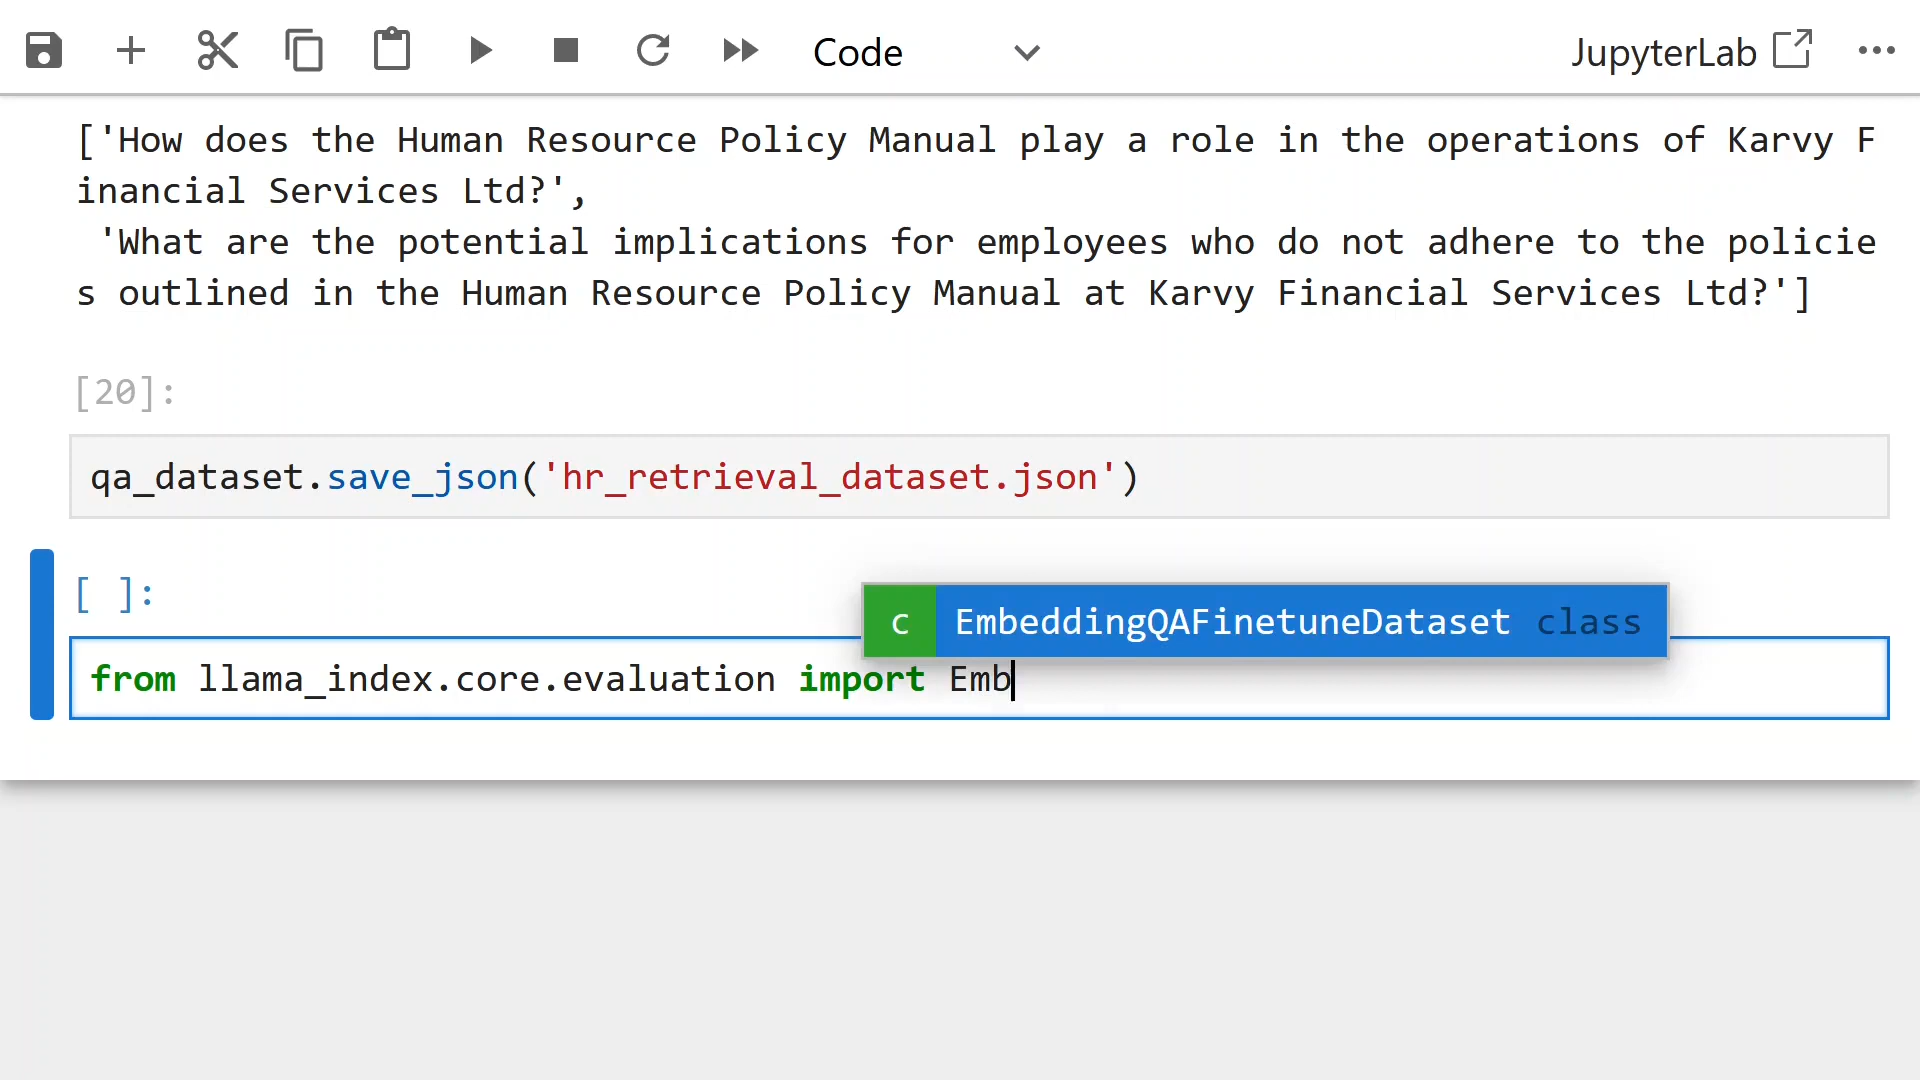 Code
JupyterLab
['How does the Human Resource Policy Manual play a role in the operations of Karvy F
inancial Services Ltd?',
'What are the potential implications for employees who do not adhere to the policie
s outlined in the Human Resource Policy Manual at Karvy Financial Services Ltd?']
[20]:
qa_dataset.save_json('hr_retrieval_dataset.json')
[ ]:
c EmbeddingQAFinetuneDataset class
from llama_index.core.evaluation import Emb